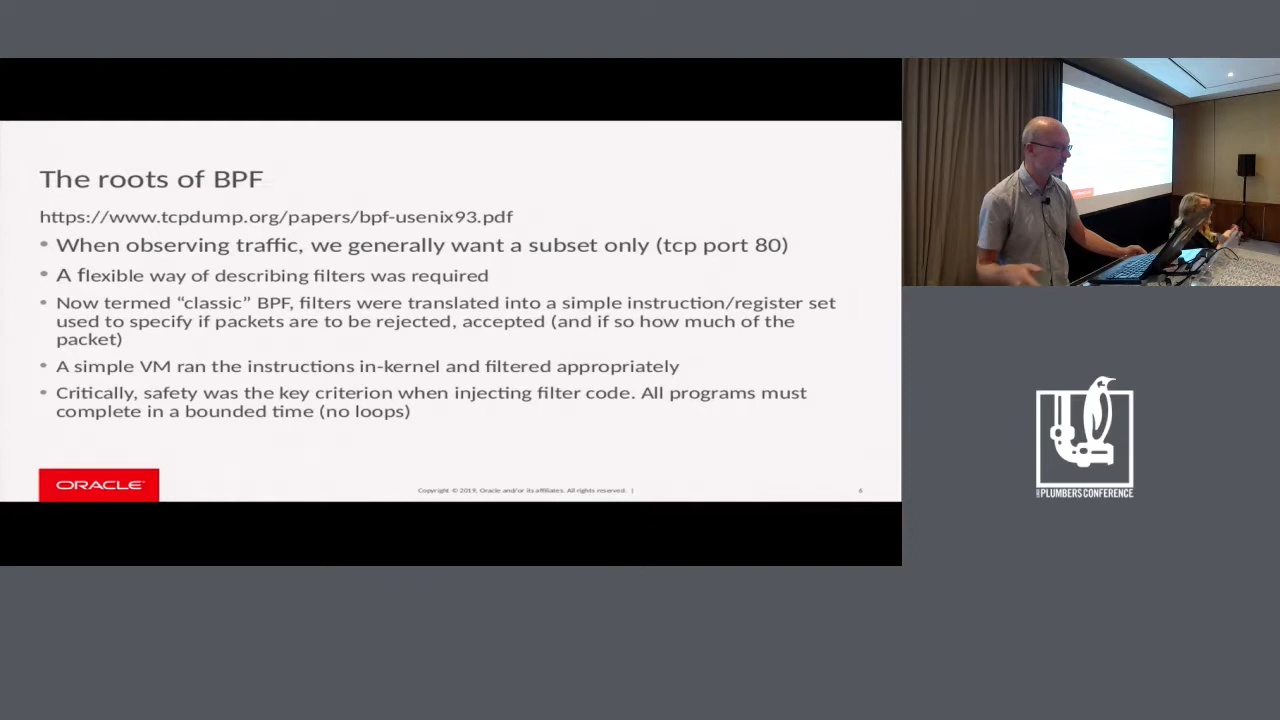 The roots of BPF
https://www.tcpdump.org/papers/bpf-usenix93.pdf
• When observing traffic, we generally want a subset only (tcp port 80)
• A flexible way of describing filters was required
• Now termed “classic” BPF, filters were translated into a simple instruction/register set
used to specify if packets are to be rejected, accepted (and if so how much of the
packet)
• A simple VM ran the instructions in-kernel and filtered appropriately
• Critically, safety was the key criterion when injecting filter code. All programs must
complete in a bounded time (no loops)
ORACLE
Copyright © 2019, Oracle and/or its affiliates. All rights reserved. |
6
PLUMBERS CONFERENCE